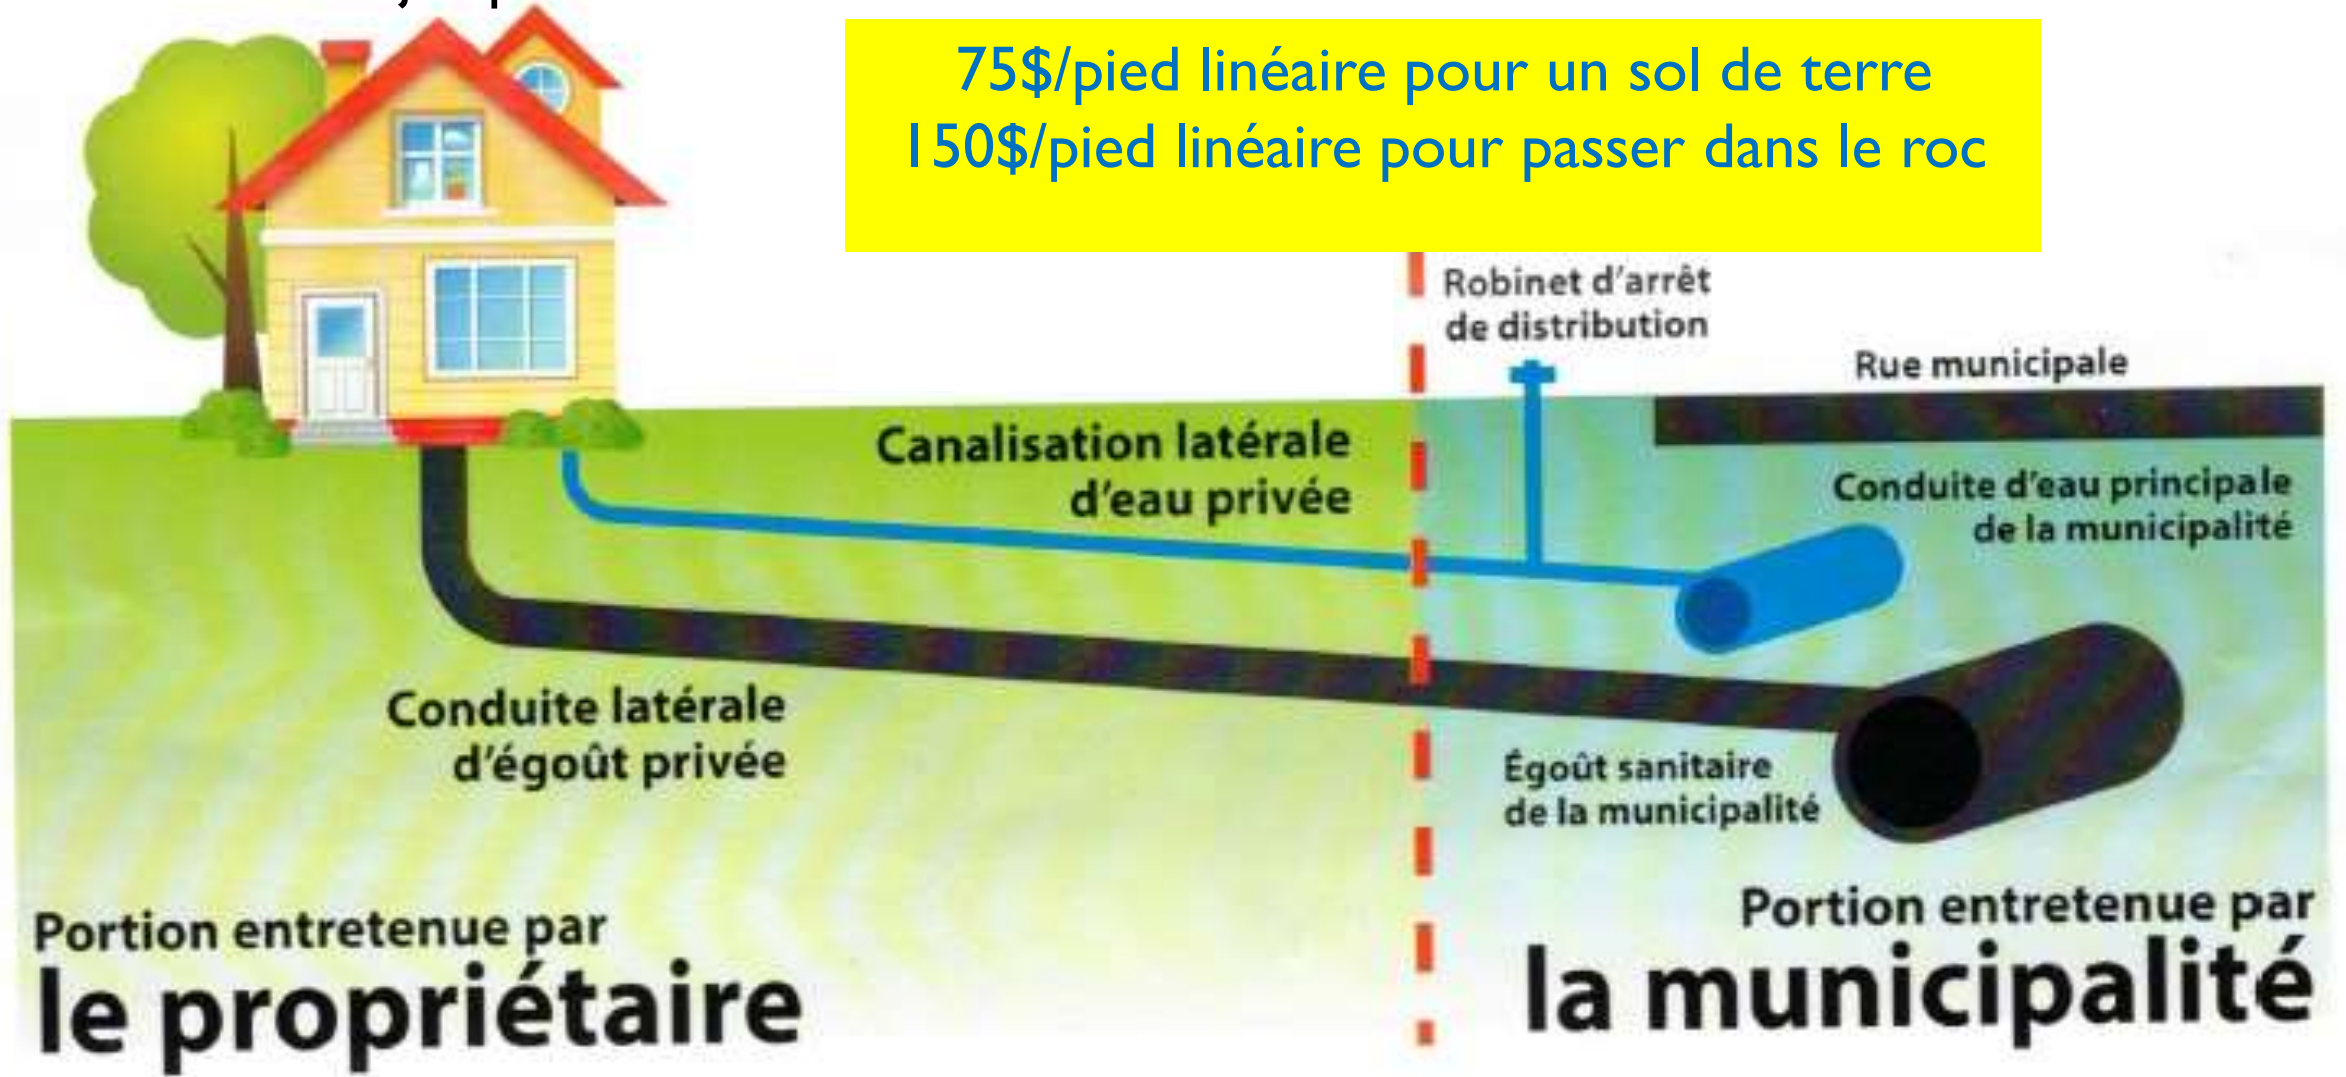 75$/pied linéaire pour un sol de terre
150$/pied linéaire pour passer dans le roc
Robinet d'arrêt
de distribution
Rue municipale
Canalisation latérale
d'eau privée
Conduite d'eau principale
de la municipalité
Conduite latérale
d'égoût privée
Égoût sanitaire
de la municipalité
Portion entretenue par
le propriétaire
Portion entretenue par
la municipalité